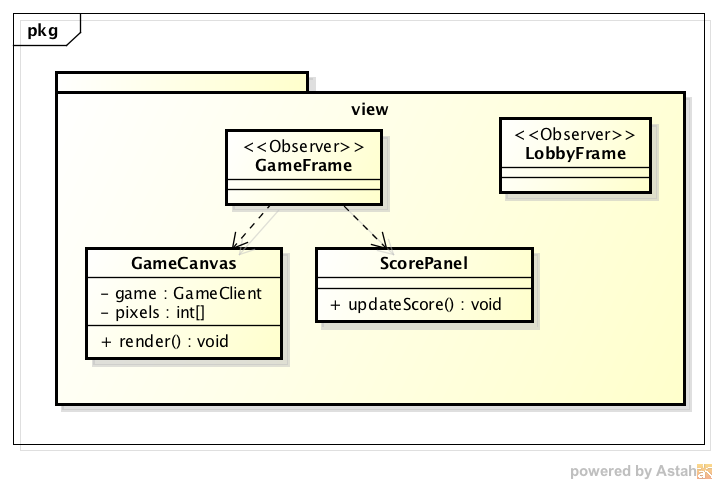 pkg
view
<<Observer>>
GameFrame
<<Observer>>
LobbyFrame
GameCanvas
- game : GameClient
- pixels : int[]
+ render() : void
ScorePanel
+ updateScore() : void
powered by Astah